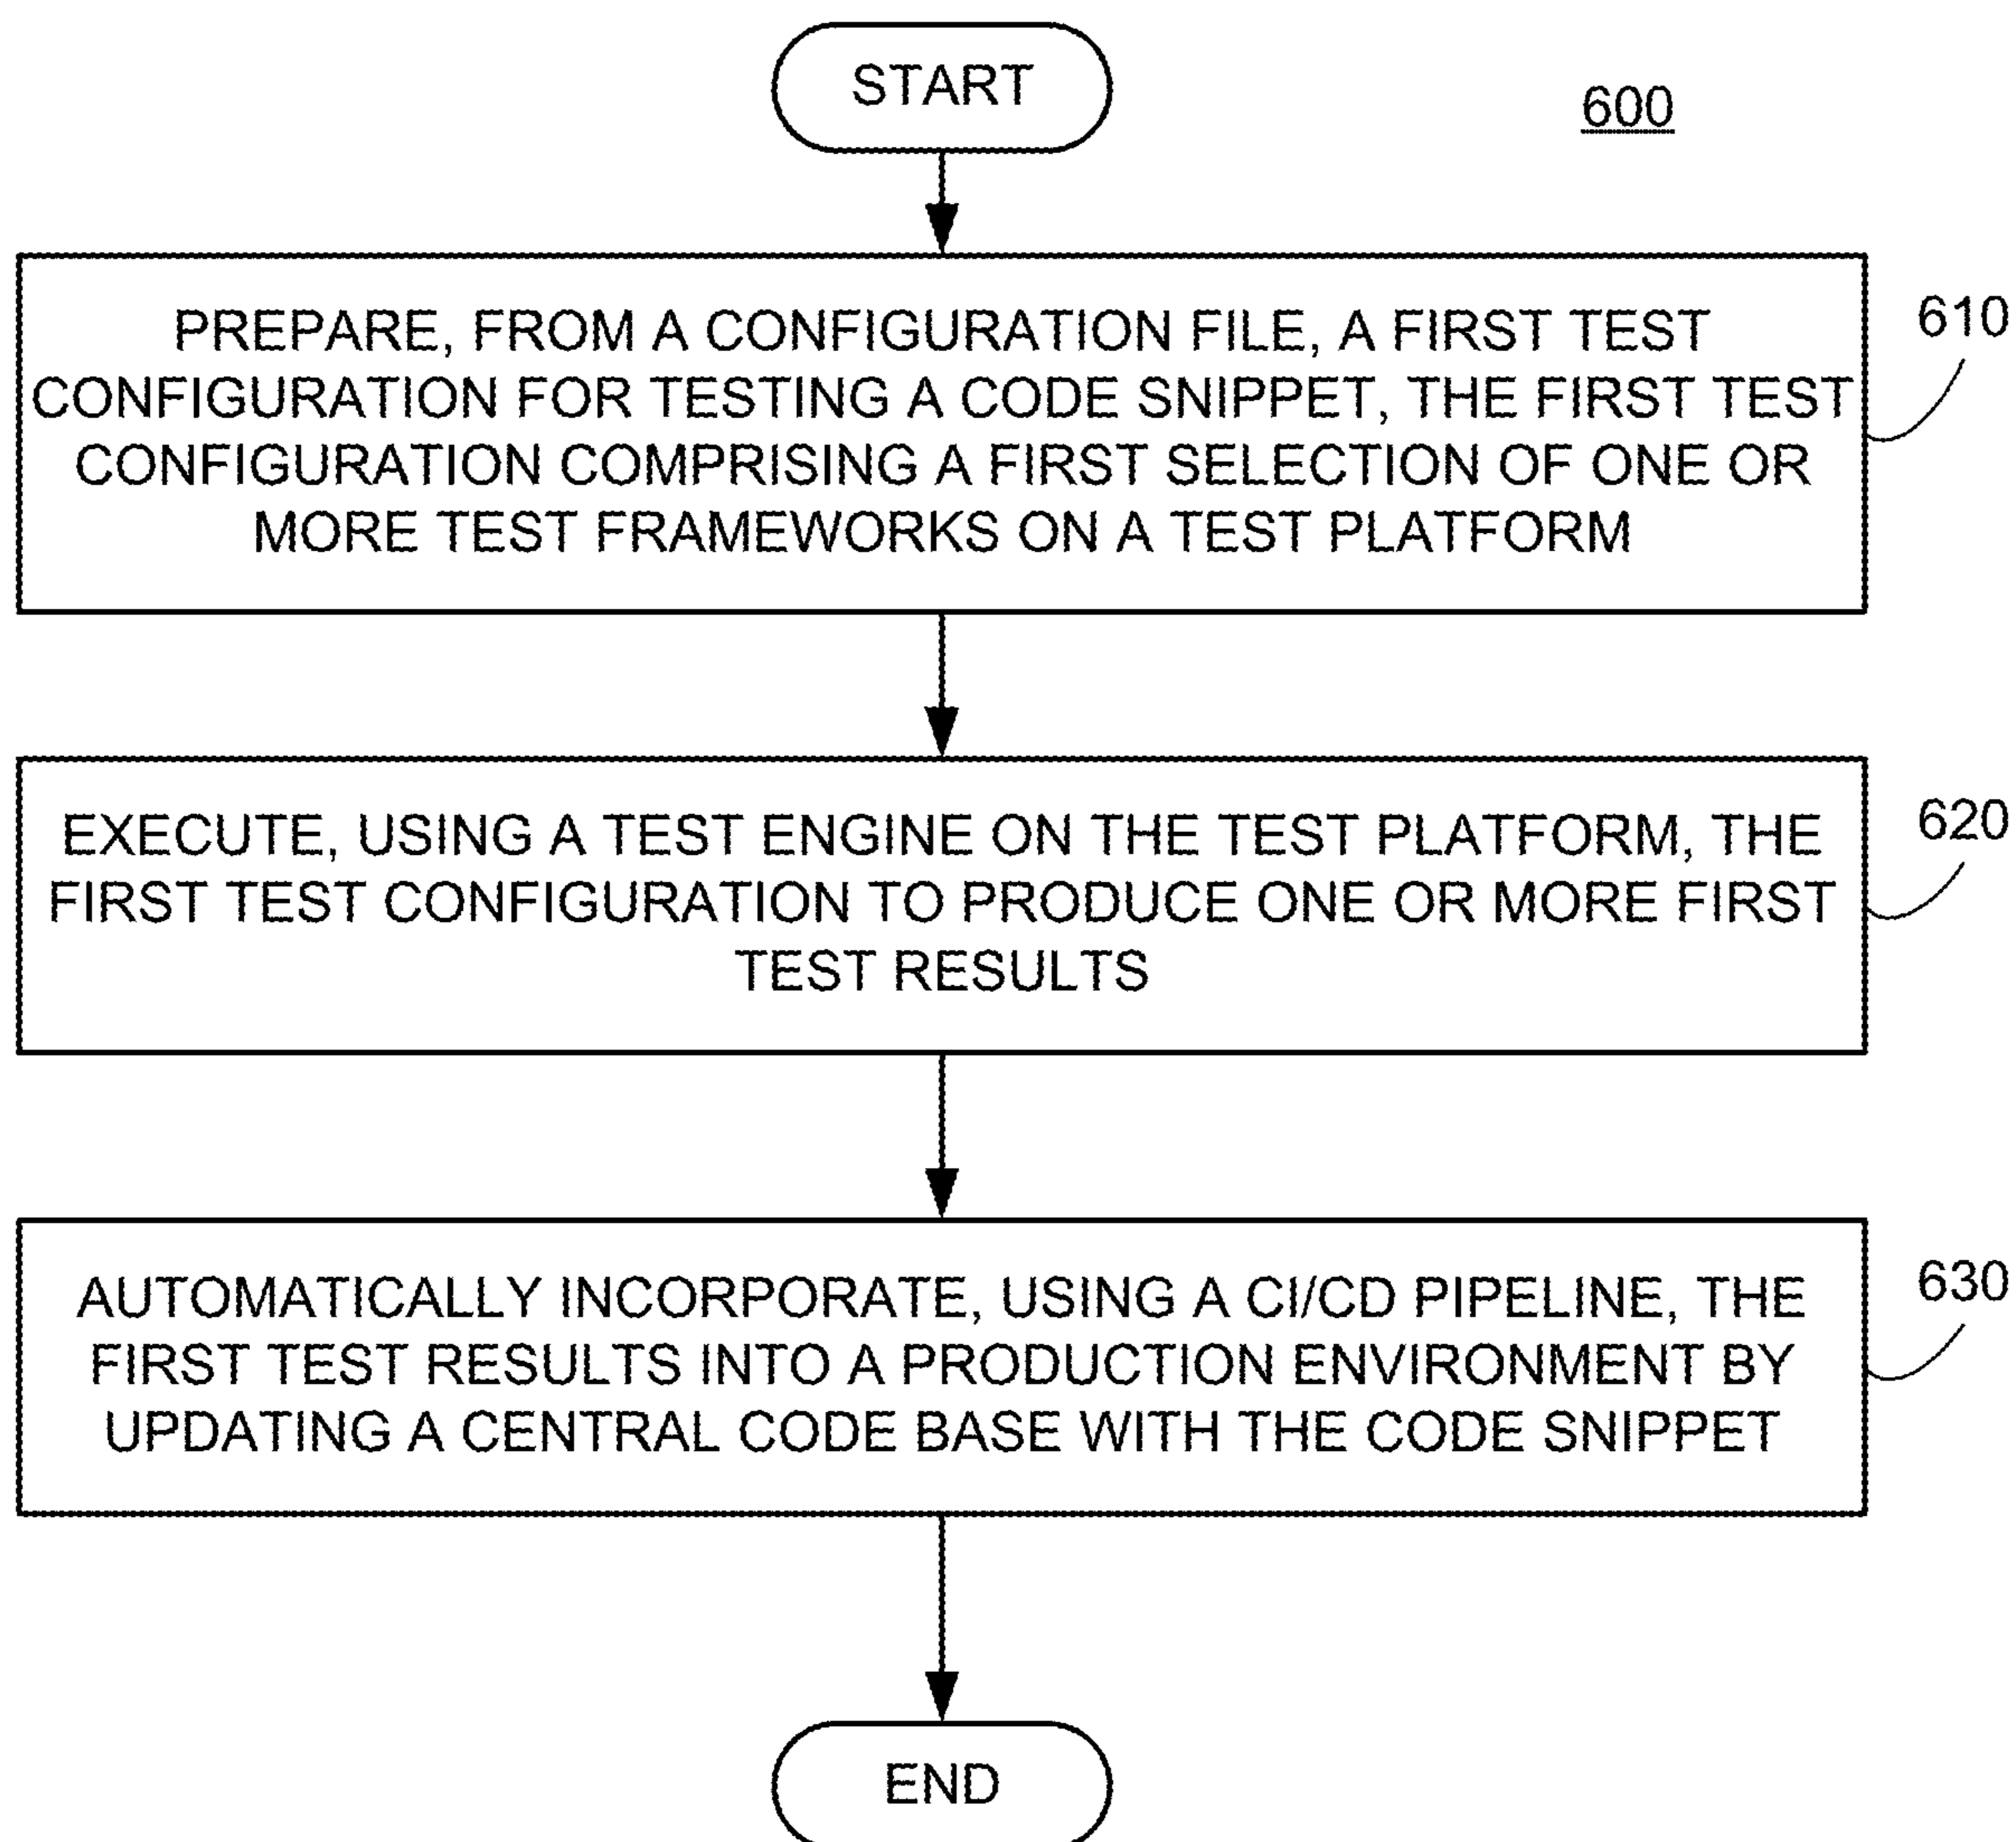 START
600
PREPARE, FROM A CONFIGURATION FILE, A FIRST TEST
CONFIGURATION FOR TESTING A CODE SNIPPET, THE FIRST TEST
CONFIGURATION COMPRISING A FIRST SELECTION OF ONE OR
MORE TEST FRAMEWORKS ON A TEST PLATFORM
610
EXECUTE, USING A TEST ENGINE ON THE TEST PLATFORM, THE
FIRST TEST CONFIGURATION TO PRODUCE ONE OR MORE FIRST
TEST RESULTS
620
AUTOMATICALLY INCORPORATE, USING A CI/CD PIPELINE, THE
FIRST TEST RESULTS INTO A PRODUCTION ENVIRONMENT BY
UPDATING A CENTRAL CODE BASE WITH THE CODE SNIPPET
630
END